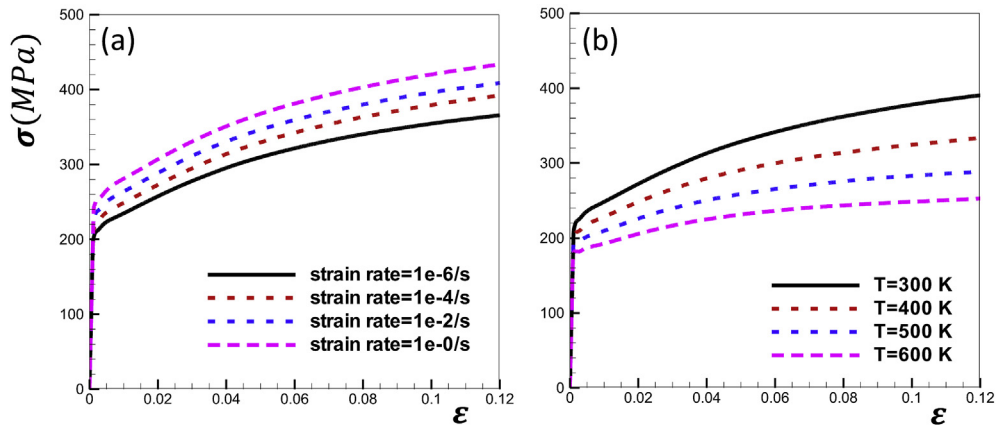 (a)
σ(MPa)
500
400
300
200
100
0
0
0.02
0.04
0.06
0.08
0.1
0.12
ε
strain rate=1e-6/s
strain rate=1e-4/s
strain rate=1e-2/s
strain rate=1e-0/s
(b)
500
400
300
200
100
0
0
0.02
0.04
0.06
0.08
0.1
0.12
ε
T=300 K
T=400 K
T=500 K
T=600 K